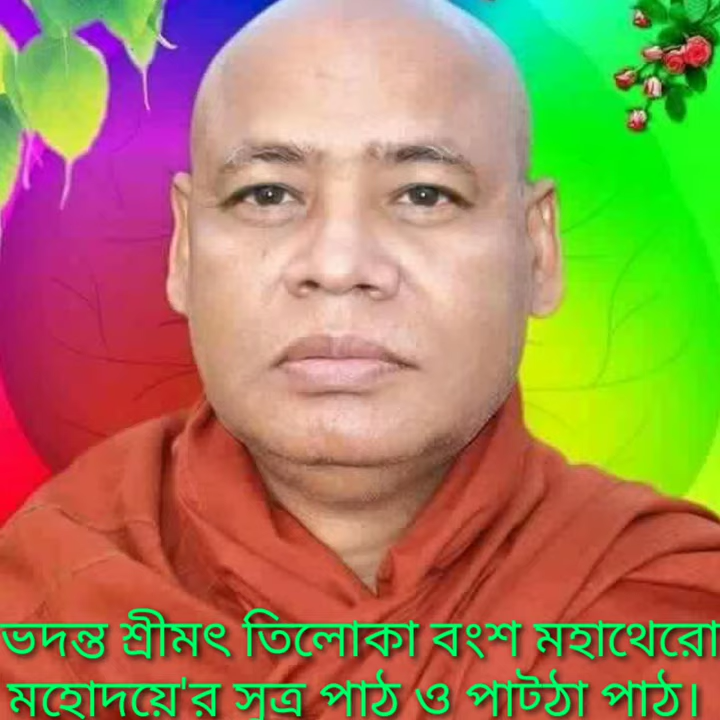 ভদন্ত শ্রীমৎ তিলোকা বংশ মহাথেরো
মহোদয়ে'র সূত্র পাঠ ও পাটঠা পাঠ।